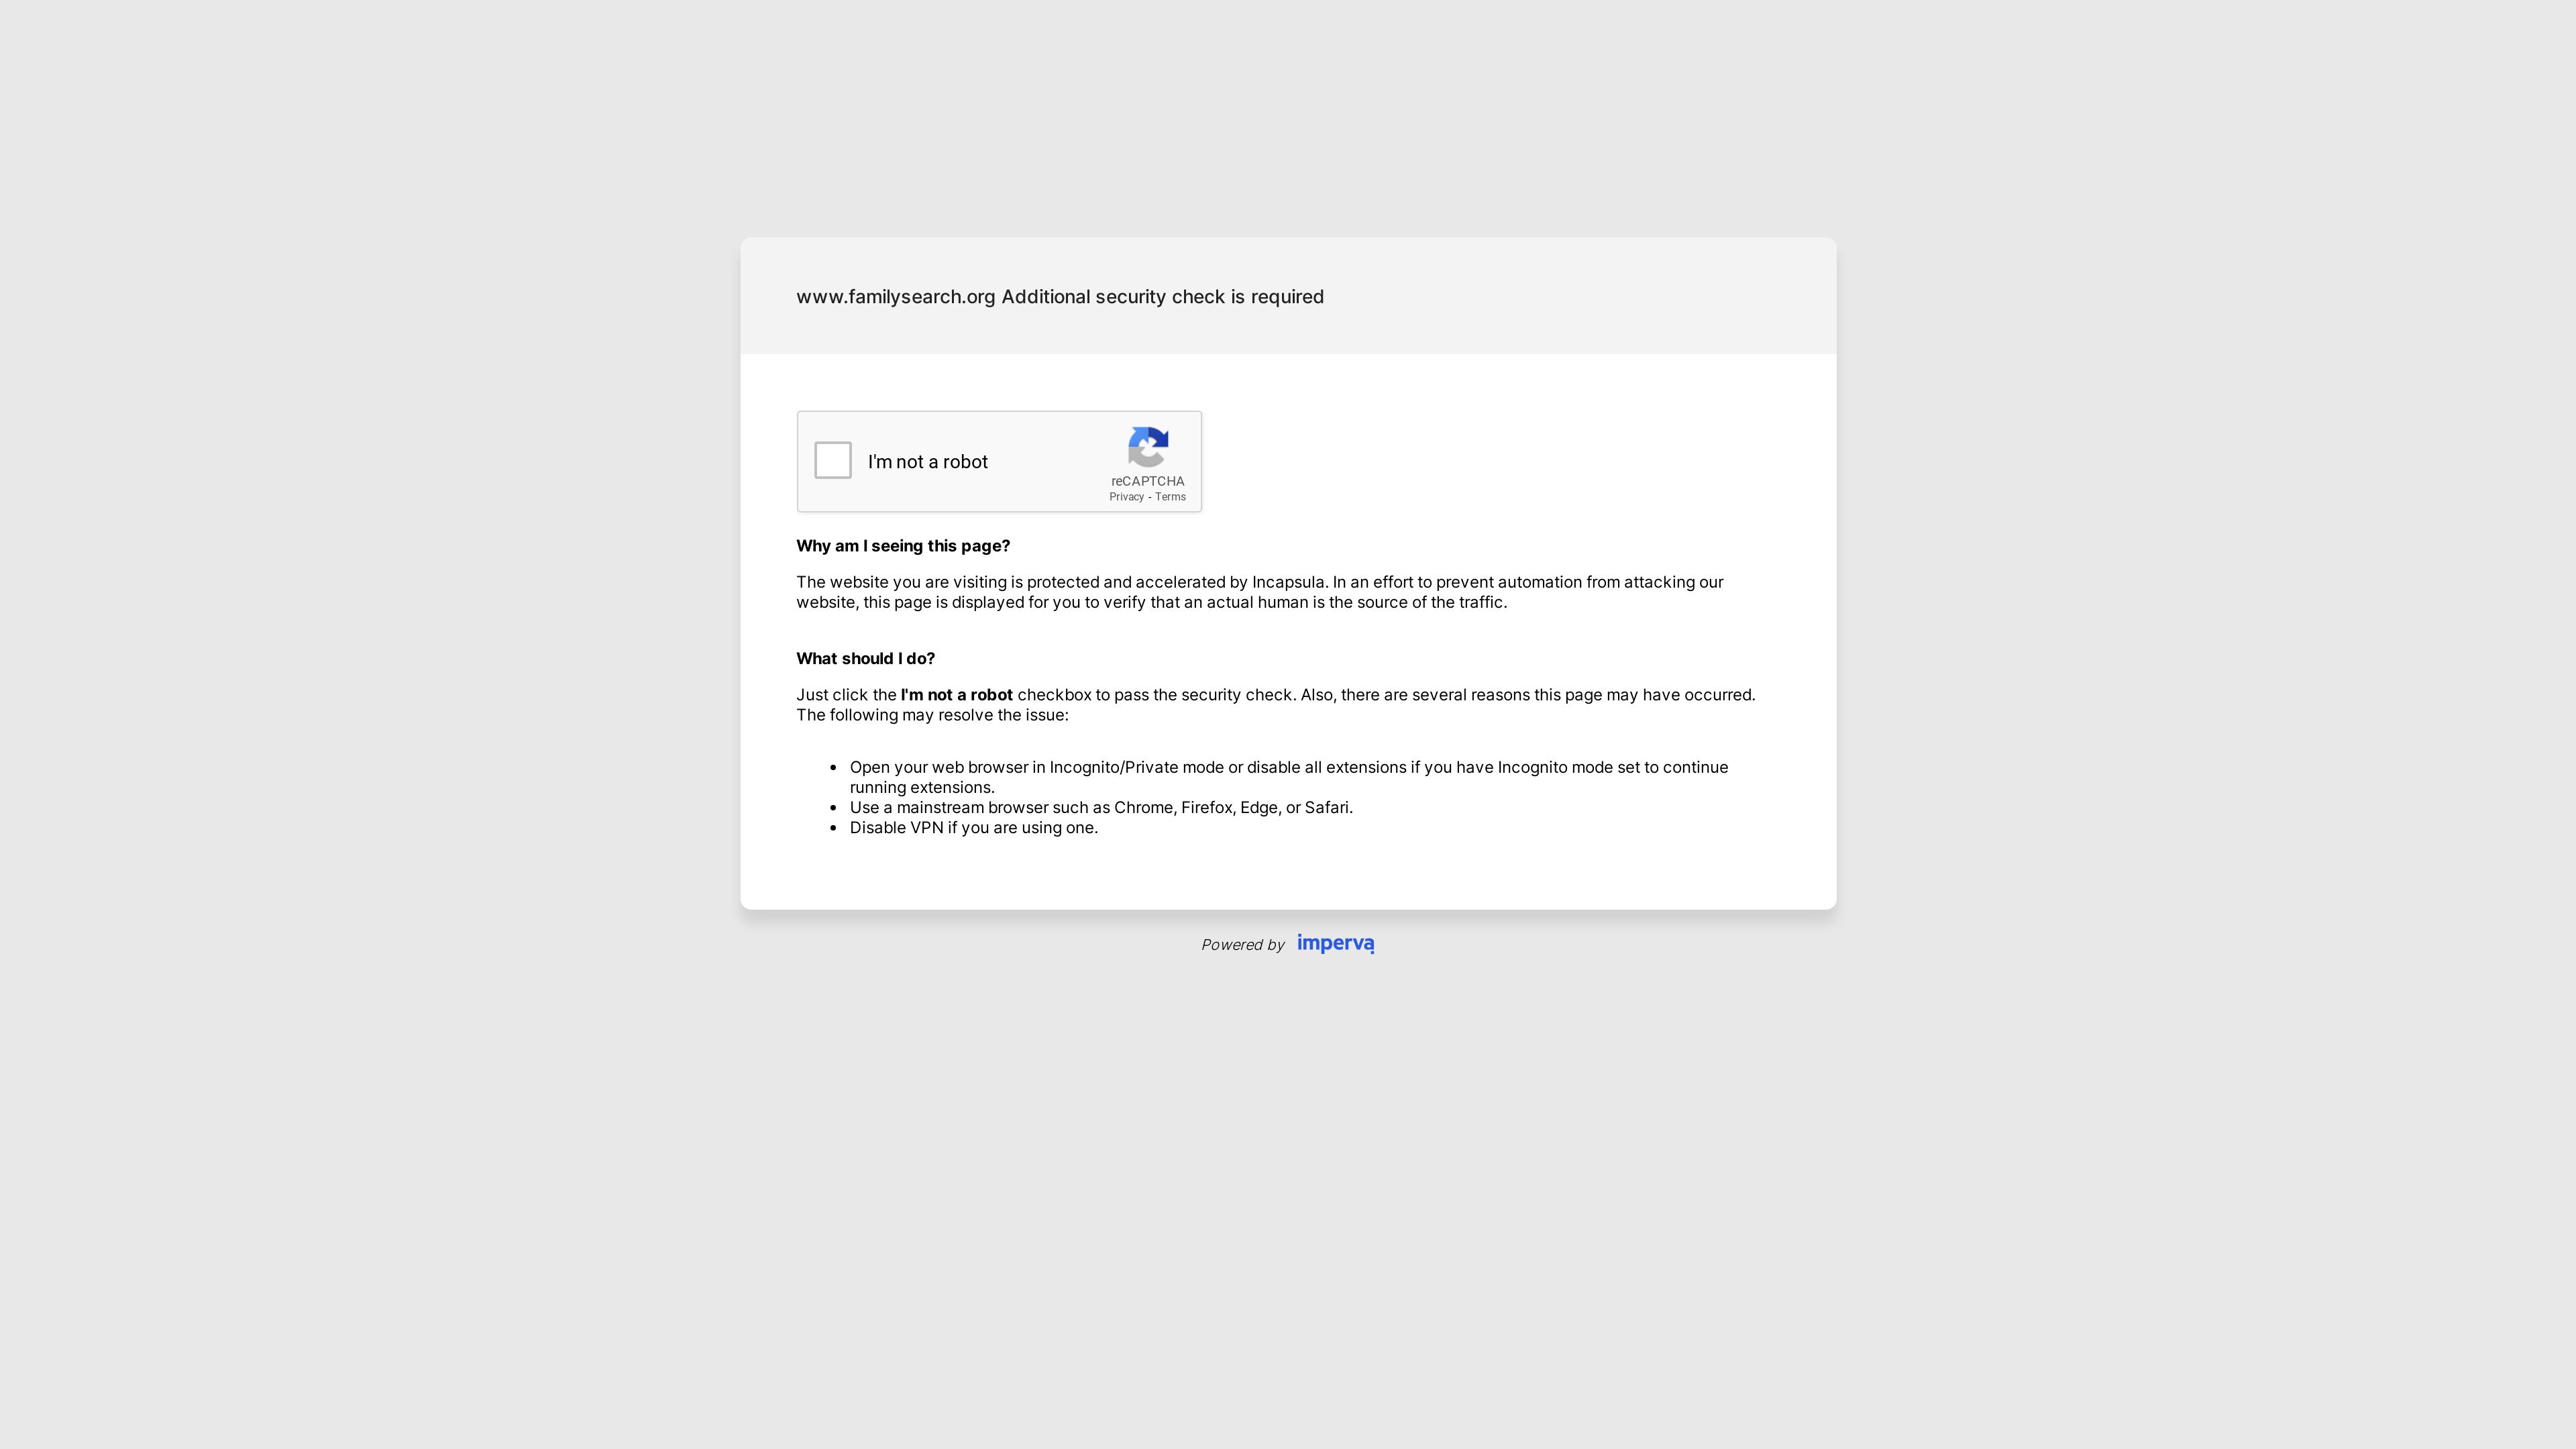 www.familysearch.org Additional security check is required
I'm not a robot
reCAPTCHA
Privacy - Terms
Why am I seeing this page?
The website you are visiting is protected and accelerated by Incapsula. In an effort to prevent automation from attacking our
website, this page is displayed for you to verify that an actual human is the source of the traffic.
What should I do?
Just click the I'm not a robot checkbox to pass the security check. Also, there are several reasons this page may have occurred.
The following may resolve the issue:
• Open your web browser in Incognito/Private mode or disable all extensions if you have Incognito mode set to continue
running extensions.
• Use a mainstream browser such as Chrome, Firefox, Edge, or Safari.
• Disable VPN if you are using one.
Powered by imperva